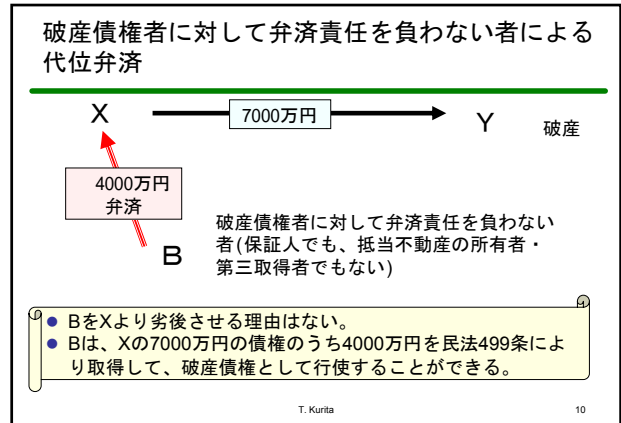 破産債権者に対して弁済責任を負わない者による
代位弁済
X
7000万円
Y
破産
4000万円
弁済
B
破産債権者に対して弁済責任を負わない
者(保証人でも、抵当不動産の所有者・
第三取得者でもない)
● BをXより劣後させる理由はない。
● Bは、Xの7000万円の債権のうち4000万円を民法499条によ
り取得して、破産債権として行使することができる。
T. Kurita
10